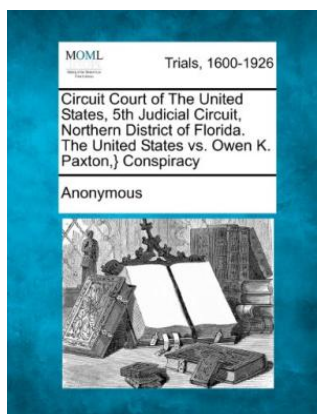 MOML
Trials, 1600-1926
Circuit Court of The United
States, 5th Judicial Circuit,
Northern District of Florida.
The United States vs. Owen K.
Paxton,} Conspiracy
Anonymous